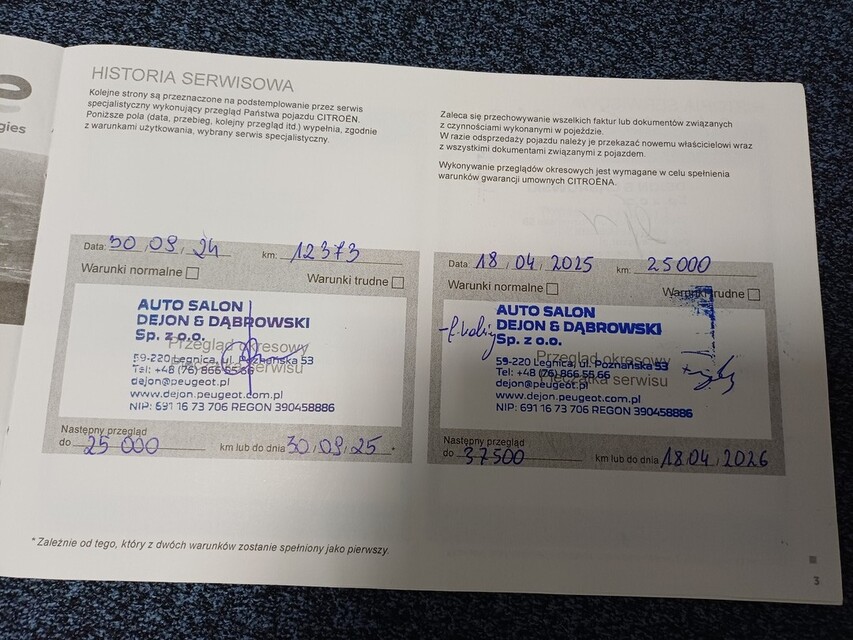 e
gies
HISTORIA SERWISOWA
Kolejne strony są przeznaczone na podstemplowanie przez serwis
specjalistyczny wykonujący przegląd Państwa pojazdu CITROËN.
Poniższe pola (data, przebieg, kolejny przegląd itd.) wypełnia, zgodnie
z warunkami użytkowania, wybrany serwis specjalistyczny.
Data: 30 / 09 / 24 km: 12373
Warunki normalne
Warunki trudne
AUTO SALON
DEJON & DĄBROWSKI
Sp. z o.o.
Przegląd okresowy
59-220 Legnica, ul. Poznańska 53
serwisu
Tel: +48 (76) 866 55 66
dejon@peugeot.pl
www.dejon.peugeot.com.pl
NIP: 691 16 73 706 REGON 390458886
Następny przegląd
do 25 000 km lub do dnia 30 / 09 / 25
* Zależnie od tego, który z dwóch warunków zostanie spełniony jako pierwszy.
Zaleca się przechowywanie wszelkich faktur lub dokumentów związanych
z czynnościami wykonanymi w pojeździe.
W razie odsprzedaży pojazdu należy je przekazać nowemu właścicielowi wraz
z wszystkimi dokumentami związanymi z pojazdem.
Wykonywanie przeglądów okresowych jest wymagane w celu spełnienia
warunków gwarancji umownych CITROËNA.
Data: 18 / 04 / 2025 km: 25000
Warunki normalne
Warunki trudne
AUTO SALON
DEJON & DĄBROWSKI
Sp. z o.o.
Przegląd okresowy
59-220 Legnica, ul. Poznańska 53
Tel: +48 (76) 866 55 66
pieczątka serwisu
dejon@peugeot.pl
www.dejon.peugeot.com.pl
NIP: 691 16 73 706 REGON 390458886
Następny przegląd
do 37500 km lub do dnia 18 / 04 / 2026
3